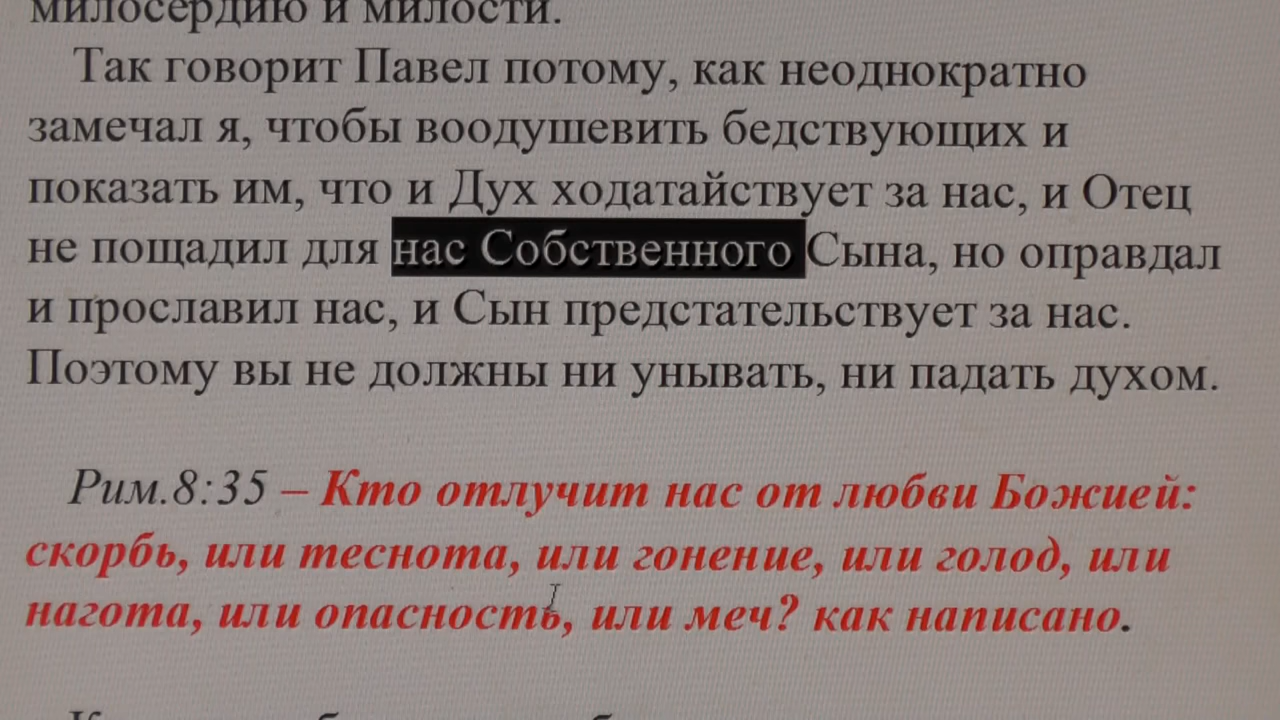 милосердию и милости.
Так говорит Павел потому, как неоднократно
замечал я, чтобы воодушевить бедствующих и
показать им, что и Дух ходатайствует за нас, и Отец
не пощадил для нас Собственного Сына, но оправдал
и прославил нас, и Сын предстательствует за нас.
Поэтому вы не должны ни унывать, ни падать духом.
Рим.8:35 – Кто отлучит нас от любви Божией:
скорбь, или теснота, или гонение, или голод, или
нагота, или опасность, или меч? как написано.